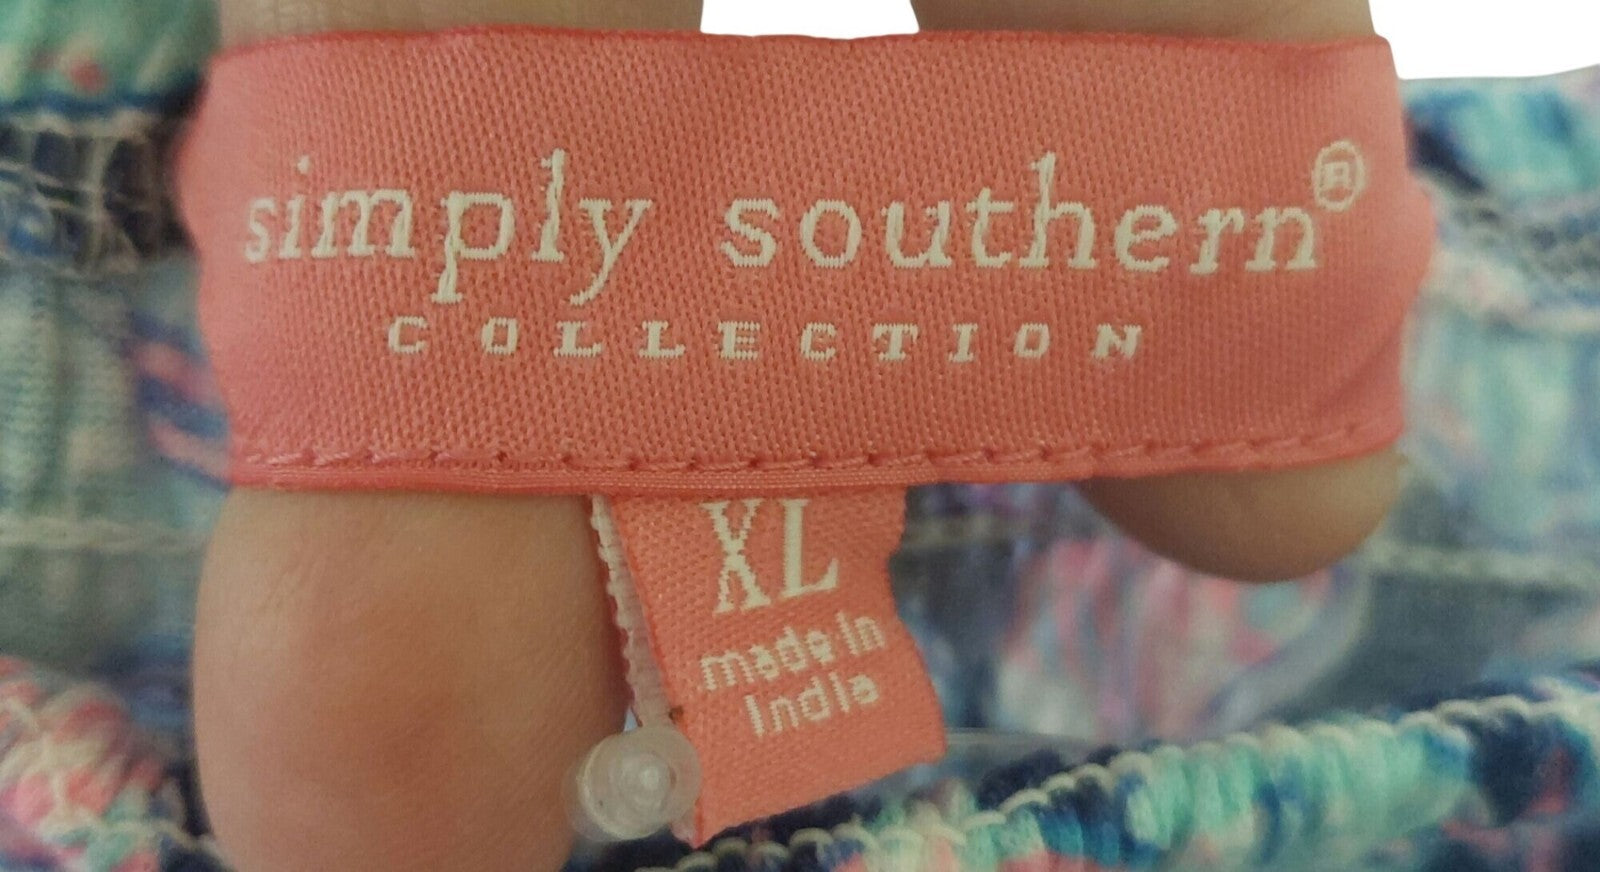 simply southern®
COLLECTION
XL
made in
India